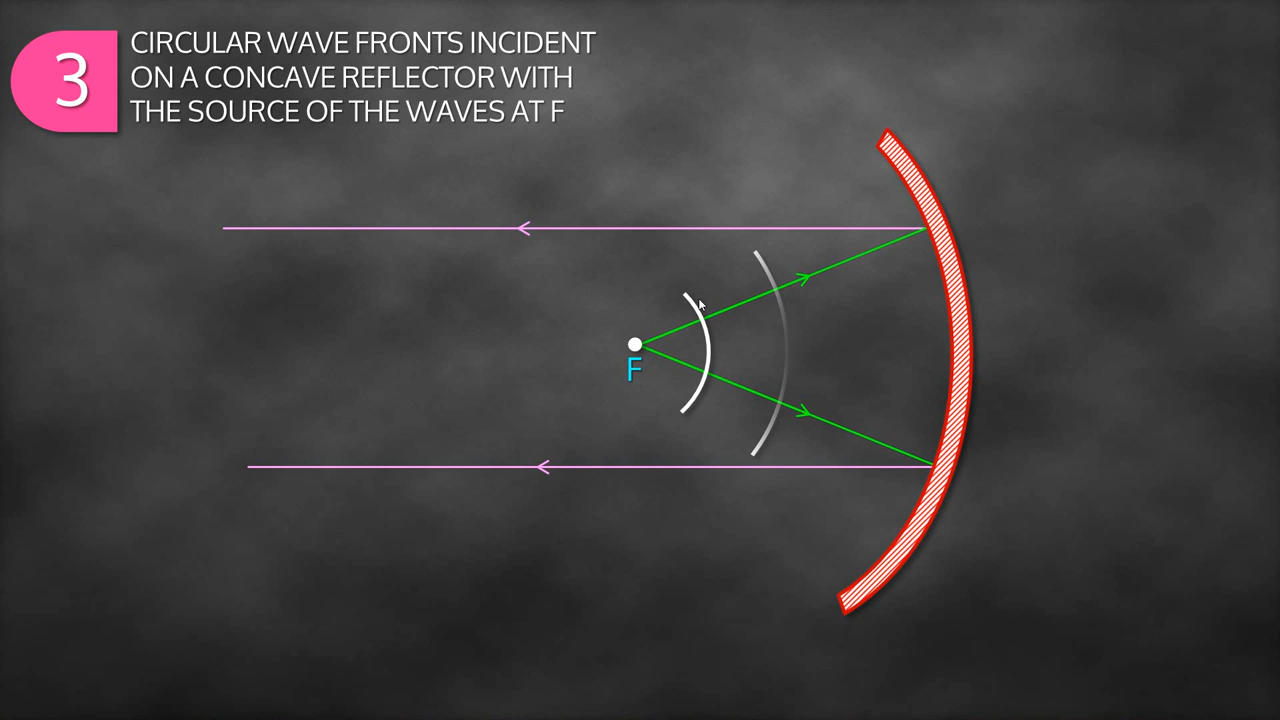 3
CIRCULAR WAVE FRONTS INCIDENT
ON A CONCAVE REFLECTOR WITH
THE SOURCE OF THE WAVES AT F
F